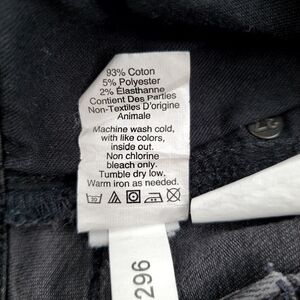 93% Coton
5% Polyester
2% Élasthanne
Contient Des Parties
Non-Textiles D'origine
Animale
Machine wash cold,
with like colors,
inside out.
Non chlorine
bleach only.
Tumble dry low.
Warm iron as needed.
296